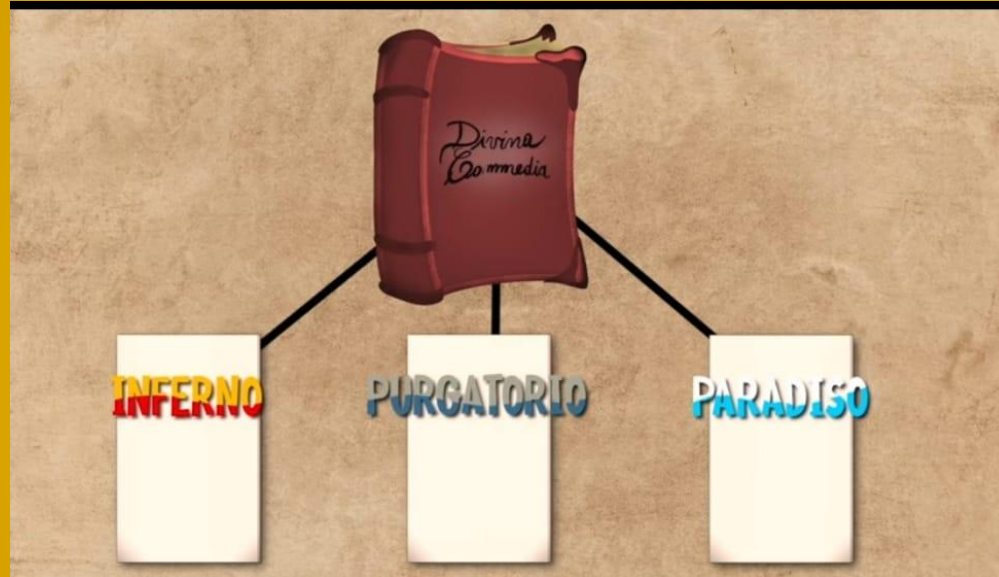 Divina
Commedia
INFERNO
PURGATORIO
PARADISO